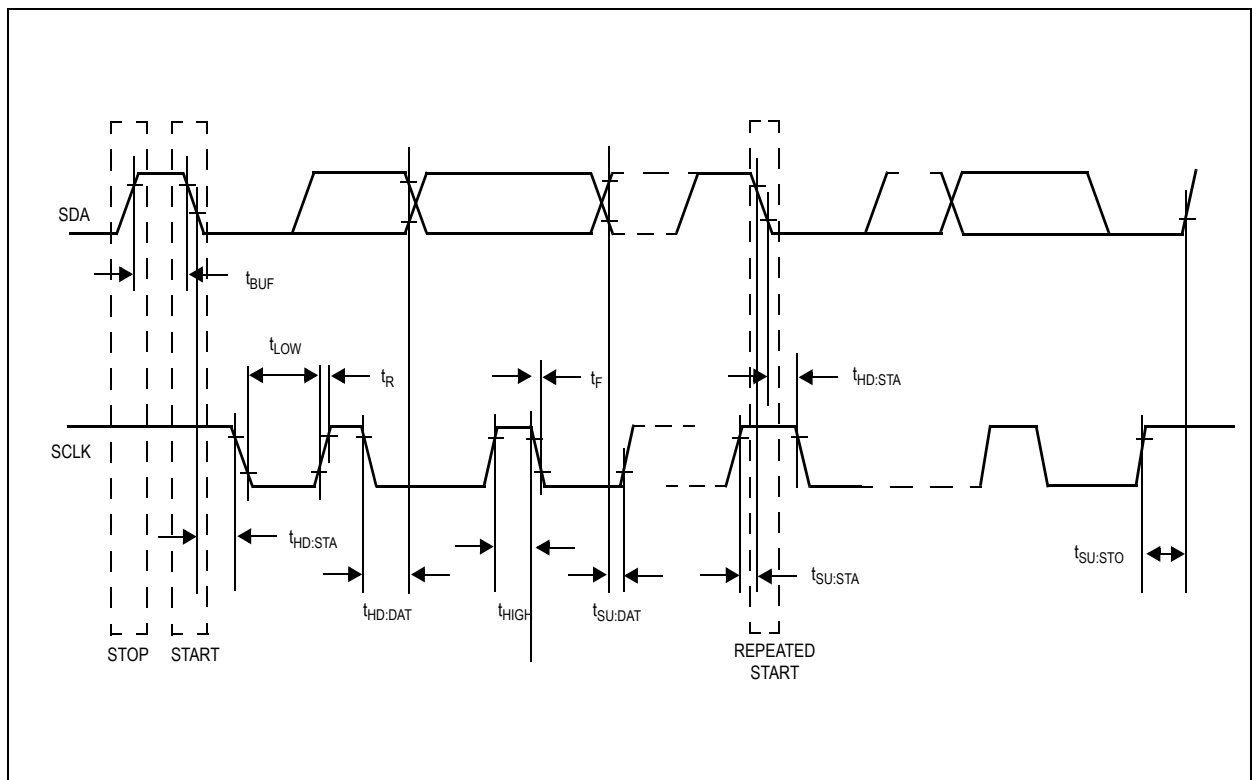 SDA
tBUF
tLOW
tR
tF
tHD:STA
SCLK
tHD:STA
tHD:DAT
tHIGH
tSU:DAT
tSU:STA
tSU:STO
STOP
START
REPEATED
START